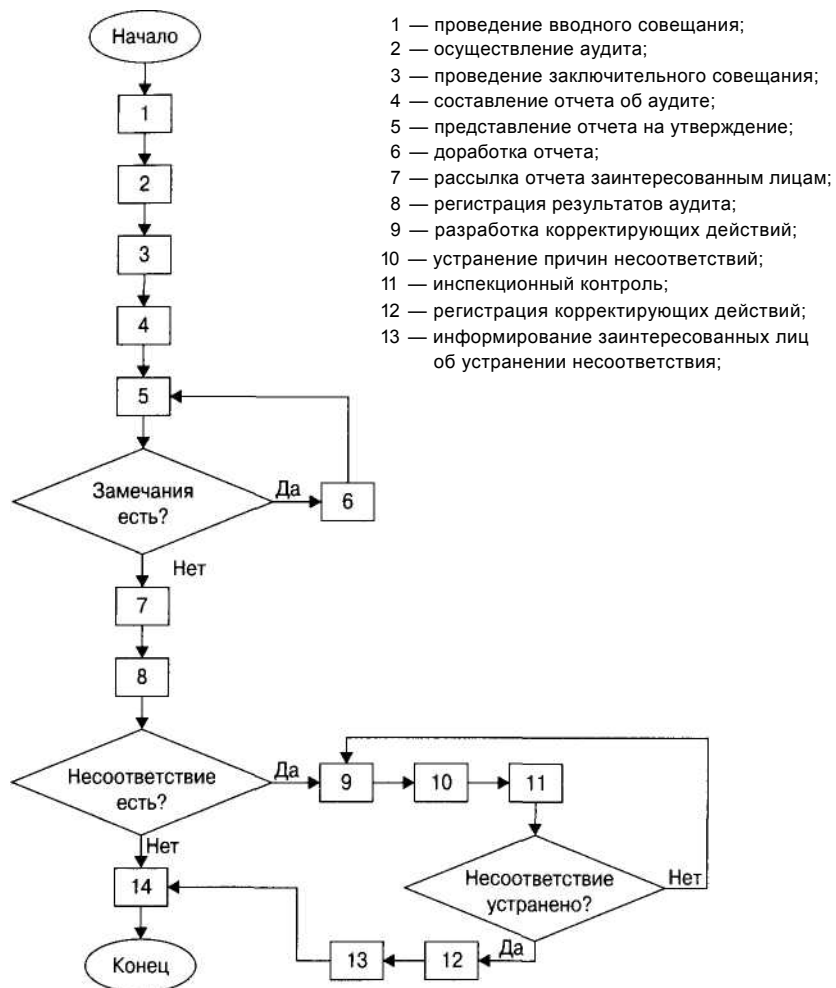 Начало
1
2
3
4
5
Замечания
есть?
Да
6
Нет
7
8
Несоответствие
есть?
Да
9
10
11
Нет
Несоответствие
устранено?
Нет
Да
14
13
12
Конец
1 — проведение вводного совещания;
2 — осуществление аудита;
3 — проведение заключительного совещания;
4 — составление отчета об аудите;
5 — представление отчета на утверждение;
6 — доработка отчета;
7 — рассылка отчета заинтересованным лицам;
8 — регистрация результатов аудита;
9 — разработка корректирующих действий;
10 — устранение причин несоответствий;
11 — инспекционный контроль;
12 — регистрация корректирующих действий;
13 — информирование заинтересованных лиц
об устранении несоответствия;